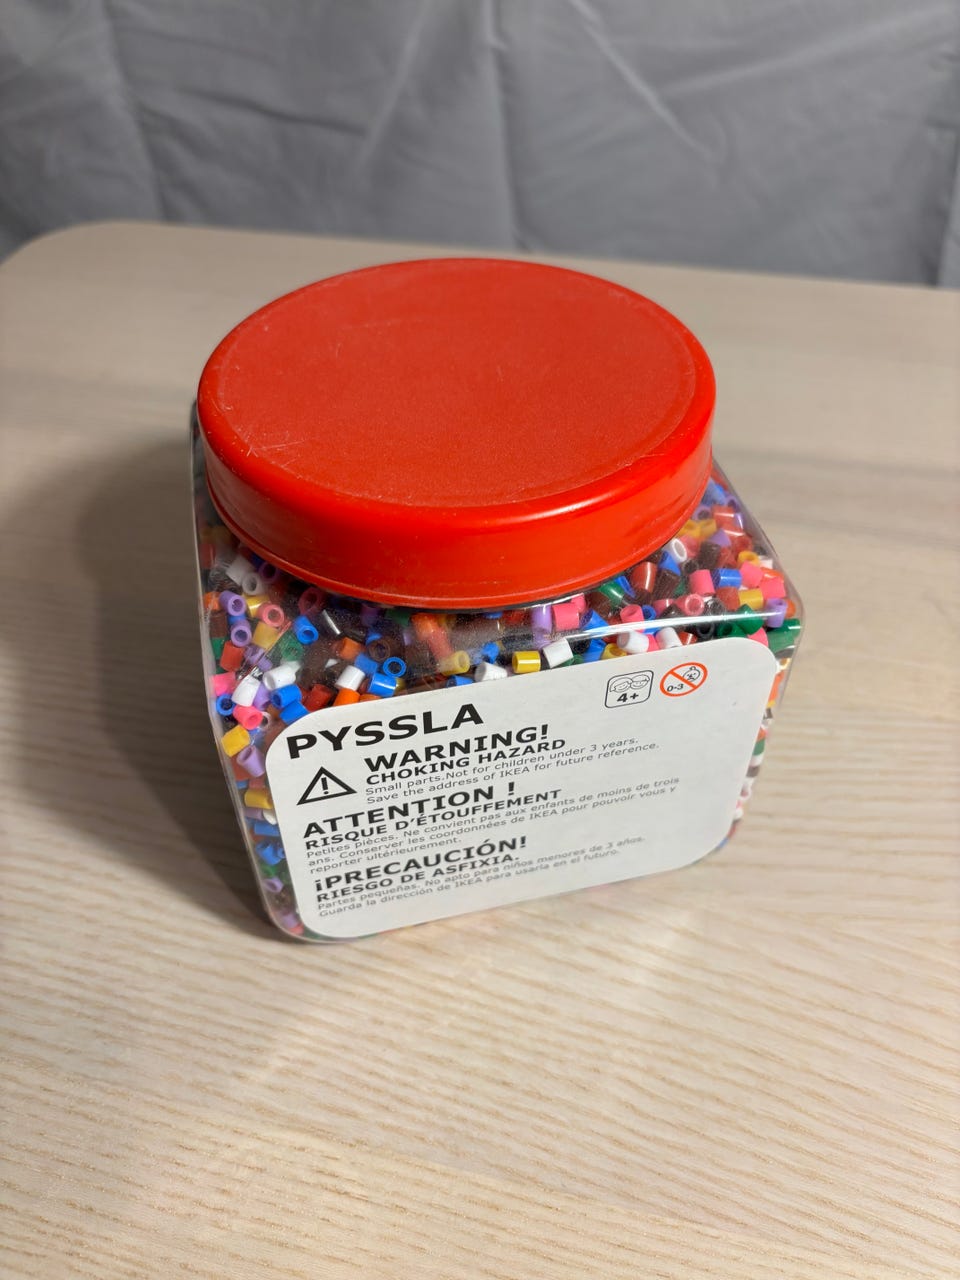 PYSSLA
4+
0-3
WARNING!
CHOKING HAZARD
Small parts.Not for children under 3 years.
Save the address of IKEA for future reference.
ATTENTION !
RISQUE D'ÉTOUFFEMENT
Petites pièces. Ne convient pas aux enfants de moins de trois
ans. Conserver les coordonnées de IKEA pour pouvoir vous y
reporter ultérieurement.
¡PRECAUCIÓN!
RIESGO DE ASFIXIA.
Partes pequeñas. No apto para niños menores de 3 años.
Guarda la dirección de IKEA para usarla en el futuro.